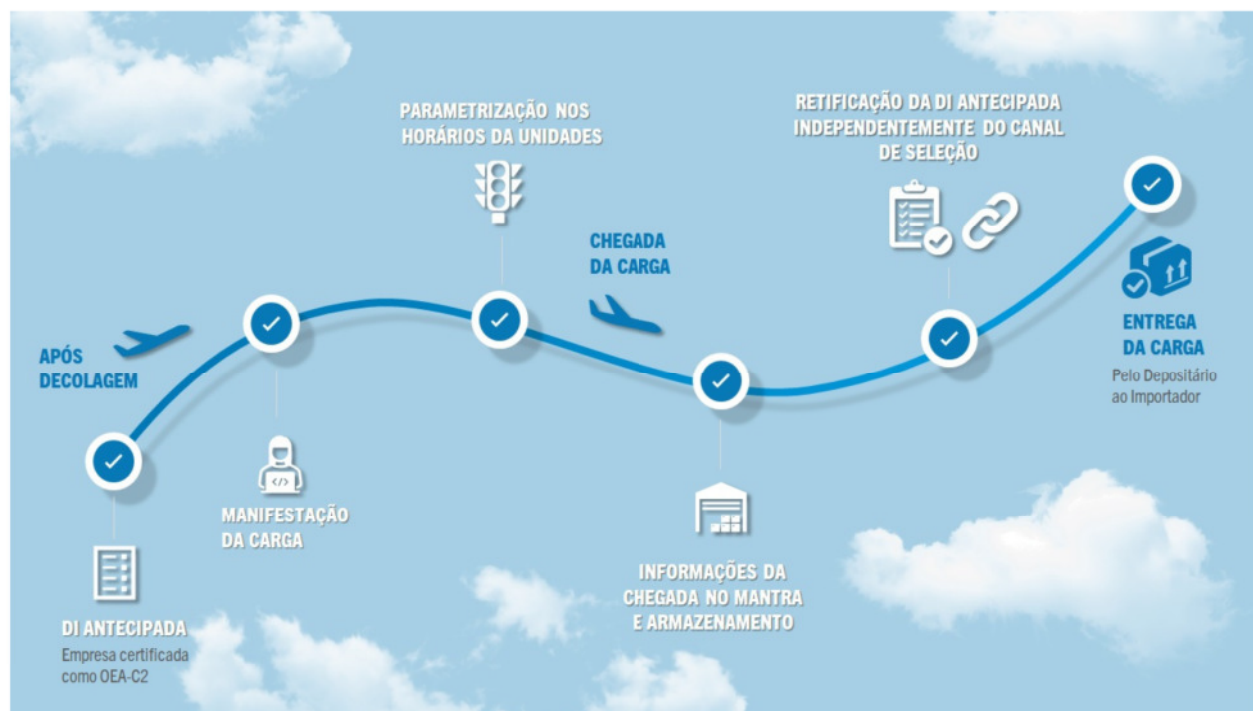 DI ANTECIPADA
Empresa certificada
como OEA-C2
APÓS
DECOLAGEM
MANIFESTAÇÃO
DA CARGA
PARAMETRIZAÇÃO NOS
HORÁRIOS DA UNIDADES
CHEGADA
DA CARGA
INFORMAÇÕES DA
CHEGADA NO MANTRA
E ARMAZENAMENTO
RETIFICAÇÃO DA DI ANTECIPADA
INDEPENDENTEMENTE DO CANAL
DE SELEÇÃO
ENTREGA
DA CARGA
Pelo Depositário
ao Importador